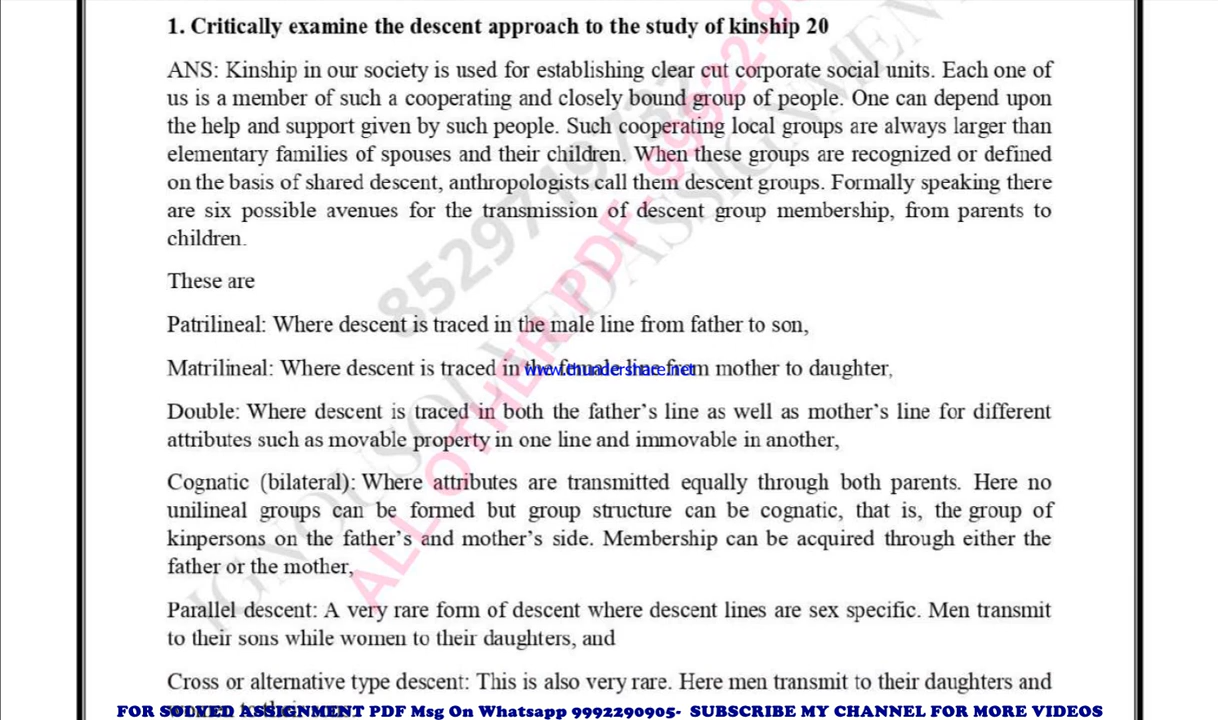 1. Critically examine the descent approach to the study of kinship 20
ANS: Kinship in our society is used for establishing clear cut corporate social units. Each one of
us is a member of such a cooperating and closely bound group of people. One can depend upon
the help and support given by such people. Such cooperating local groups are always larger than
elementary families of spouses and their children. When these groups are recognized or defined
on the basis of shared descent, anthropologists call them descent groups. Formally speaking there
are six possible avenues for the transmission of descent group membership, from parents to
children.
These are
Patrilineal: Where descent is traced in the male line from father to son,
Matrilineal: Where descent is traced in the female line from mother to daughter,
www.thundershare.net
Double: Where descent is traced in both the father's line as well as mother's line for different
attributes such as movable property in one line and immovable in another,
Cognatic (bilateral): Where attributes are transmitted equally through both parents. Here no
unilineal groups can be formed but group structure can be cognatic, that is, the group of
kinpersons on the father's and mother's side. Membership can be acquired through either the
father or the mother,
Parallel descent: A very rare form of descent where descent lines are sex specific. Men transmit
to their sons while women to their daughters, and
Cross or alternative type descent: This is also very rare. Here men transmit to their daughters and
FOR SOLVED ASSIGNMENT PDF Msg On Whatsapp 9992290905- SUBSCRIBE MY CHANNEL FOR MORE VIDEOS
8529719732
ALL OTHER PDF- 99922-9
IGNOU SOLVED ASSIGNMENT